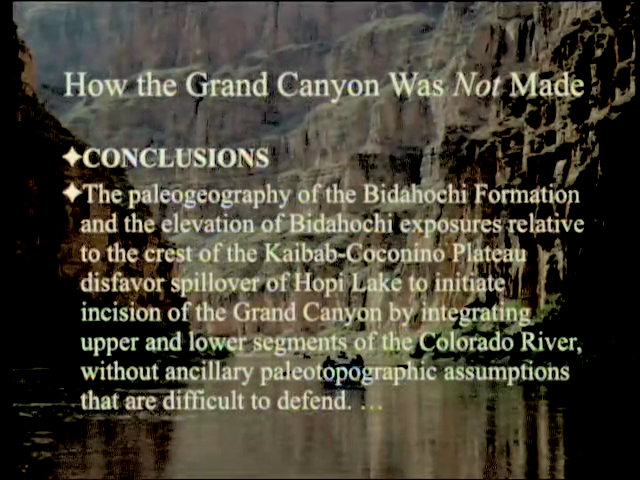 How the Grand Canyon Was Not Made
✦CONCLUSIONS
✦The paleogeography of the Bidahochi Formation
and the elevation of Bidahochi exposures relative
to the crest of the Kaibab-Coconino Plateau
disfavor spillover of Hopi Lake to initiate
incision of the Grand Canyon by integrating
upper and lower segments of the Colorado River,
without ancillary paleotopographic assumptions
that are difficult to defend. …